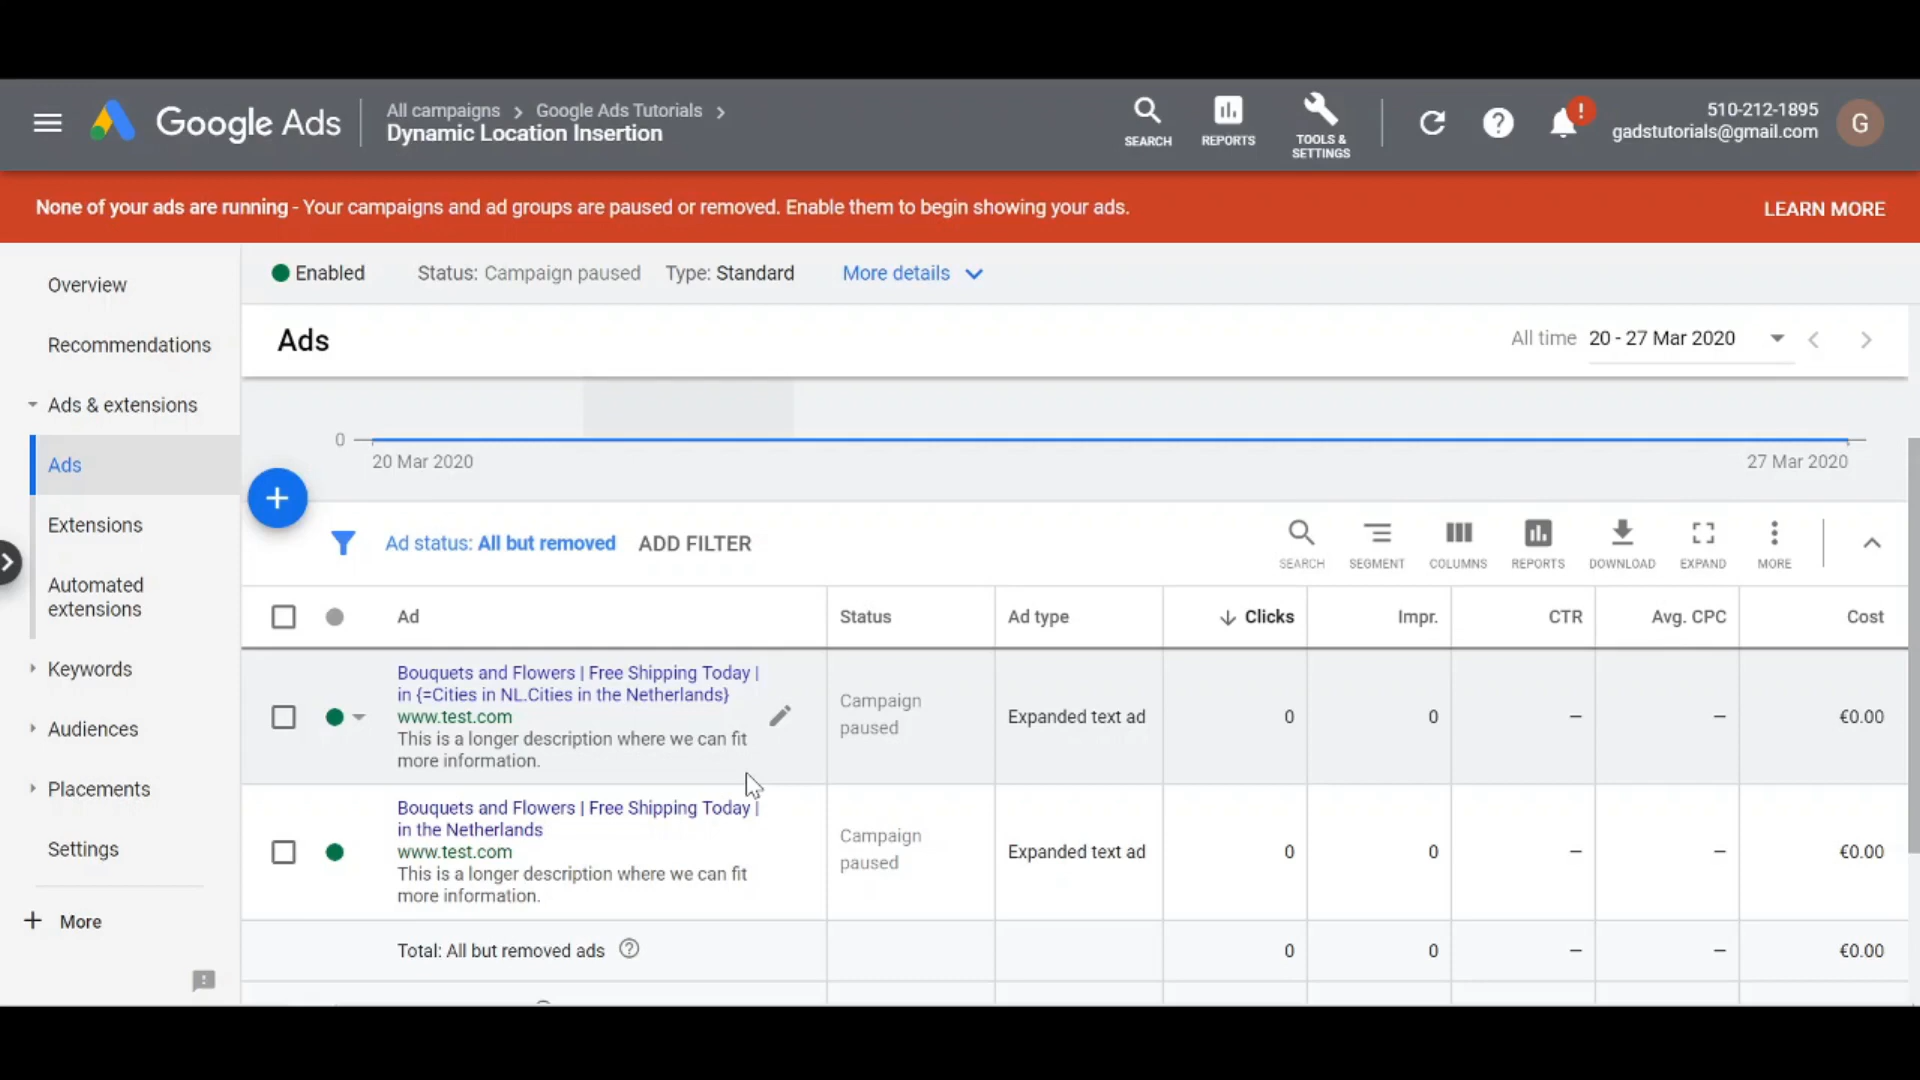 Google Ads
All campaigns > Google Ads Tutorials >
Dynamic Location Insertion
SEARCH
REPORTS
TOOLS &
SETTINGS
?
!
510-212-1895
gadstutorials@gmail.com
G
None of your ads are running - Your campaigns and ad groups are paused or removed. Enable them to begin showing your ads.
LEARN MORE
Overview
Recommendations
Ads & extensions
Ads
Extensions
Automated
extensions
Keywords
Audiences
Placements
Settings
+ More
Enabled Status: Campaign paused Type: Standard More details
Ads
All time 20 - 27 Mar 2020
0
20 Mar 2020
27 Mar 2020
+
Ad status: All but removed ADD FILTER
SEARCH SEGMENT COLUMNS REPORTS DOWNLOAD EXPAND MORE
Ad Status Ad type Clicks Impr. CTR Avg. CPC Cost
Bouquets and Flowers | Free Shipping Today |
in {=Cities in NL.Cities in the Netherlands}
www.test.com
This is a longer description where we can fit
more information.
Campaign
paused
Expanded text ad
0 0 – – €0.00
Bouquets and Flowers | Free Shipping Today |
in the Netherlands
www.test.com
This is a longer description where we can fit
more information.
Campaign
paused
Expanded text ad
0 0 – – €0.00
Total: All but removed ads ?
0 0 – – €0.00